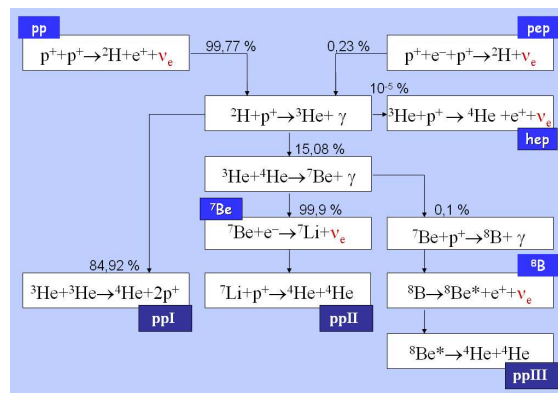 pp
pep
p⁺+p⁺→²H+e⁺+νₑ
99,77 %
0,23 %
p⁺+e⁻+p⁺→²H+νₑ
10⁻⁵ %
²H+p⁺→³He+ γ
³He+p⁺→ ⁴He +e⁺+νₑ
hep
15,08 %
³He+⁴He→⁷Be+ γ
⁷Be
99,9 %
0,1 %
⁷Be+e⁻→⁷Li+νₑ
⁷Be+p⁺→⁸B+ γ
84,92 %
⁸B
³He+³He→⁴He+2p⁺
⁷Li+p⁺→⁴He+⁴He
⁸B→⁸Be*+e⁺+νₑ
ppI
ppII
⁸Be*→⁴He+⁴He
ppIII